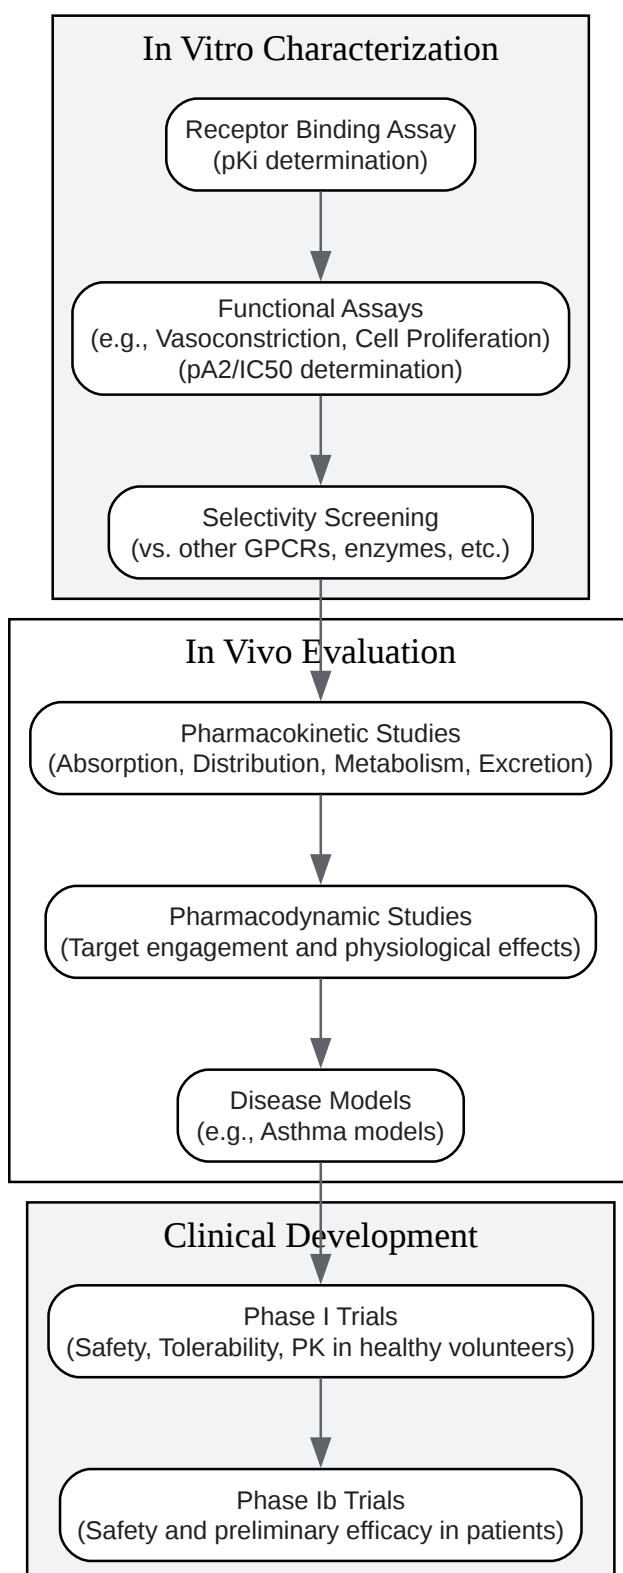 In Vitro Characterization
Receptor Binding Assay
(pKi determination)
Functional Assays
(e.g., Vasoconstriction, Cell Proliferation)
(pA2/IC50 determination)
Selectivity Screening
(vs. other GPCRs, enzymes, etc.)
In Vivo Evaluation
Pharmacokinetic Studies
(Absorption, Distribution, Metabolism, Excretion)
Pharmacodynamic Studies
(Target engagement and physiological effects)
Disease Models
(e.g., Asthma models)
Clinical Development
Phase I Trials
(Safety, Tolerability, PK in healthy volunteers)
Phase Ib Trials
(Safety and preliminary efficacy in patients)